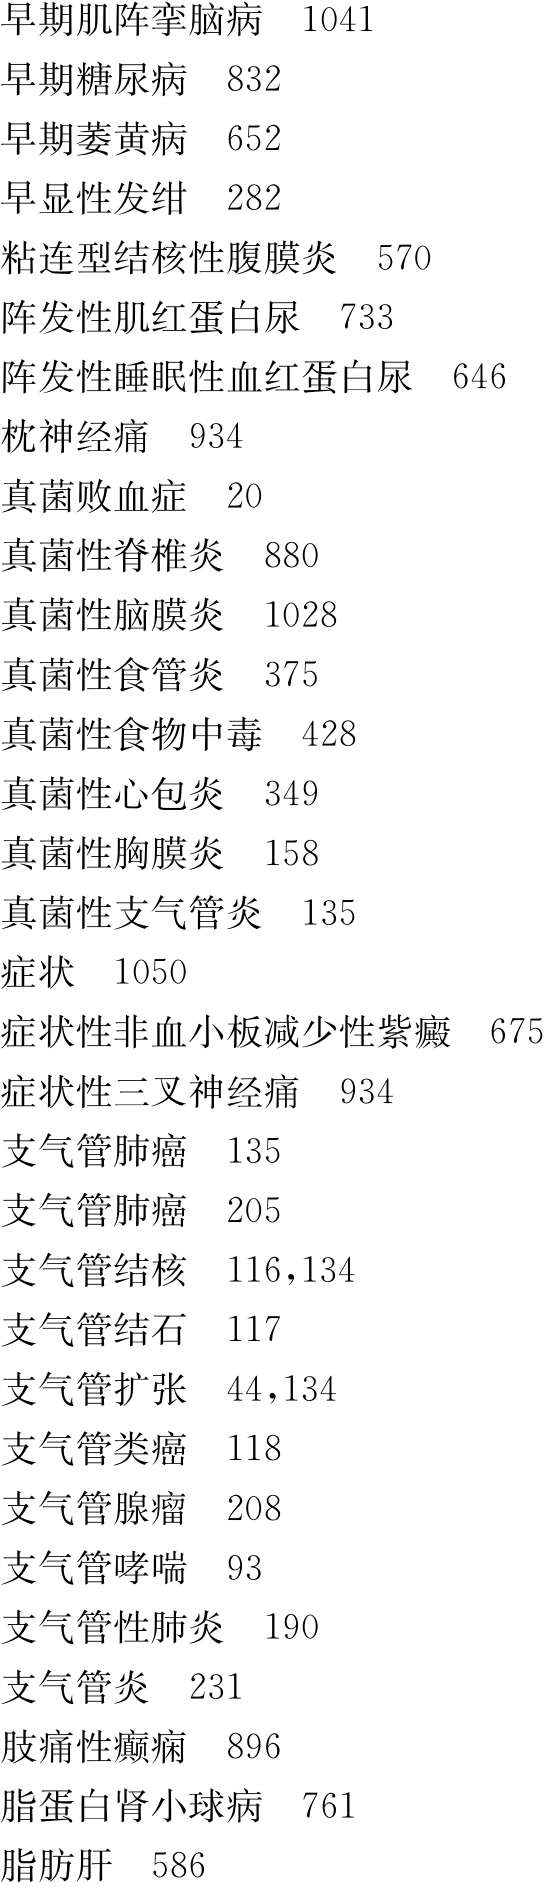 早期肌阵挛脑病　1041
早期糖尿病　832
早期萎黄病　652
早显性发绀　282
粘连型结核性腹膜炎　570
阵发性肌红蛋白尿　733
阵发性睡眠性血红蛋白尿　646
枕神经痛　934
真菌败血症　20
真菌性脊椎炎　880
真菌性脑膜炎　1028
真菌性食管炎　375
真菌性食物中毒　428
真菌性心包炎　349
真菌性胸膜炎　158
真菌性支气管炎　135
症状　1050
症状性非血小板减少性紫癜　675
症状性三叉神经痛　934
支气管肺癌　135
支气管肺癌　205
支气管结核　116,134
支气管结石　117
支气管扩张　44,134
支气管类癌　118
支气管腺瘤　208
支气管哮喘　93
支气管性肺炎　190
支气管炎　231
肢痛性癫痫　896
脂蛋白肾小球病　761
脂肪肝　586